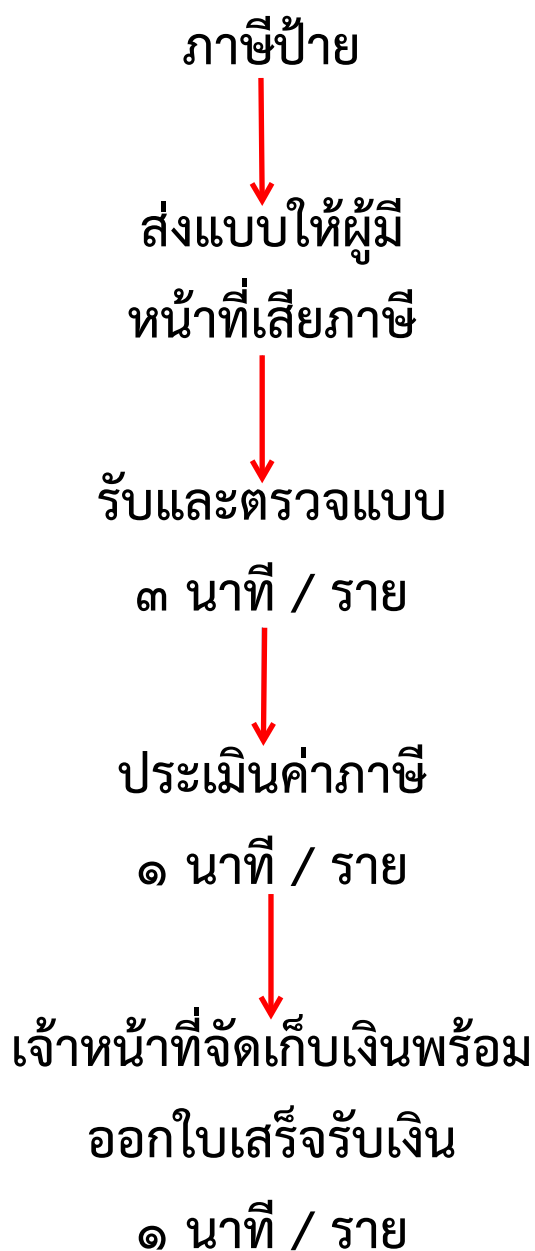 ภาษีป้าย
ส่งแบบให้ผู้มี
หน้าที่เสียภาษี
รับและตรวจแบบ
๓ นาที / ราย
ประเมินค่าภาษี
๑ นาที / ราย
เจ้าหน้าที่จัดเก็บเงินพร้อม
ออกใบเสร็จรับเงิน
๑ นาที / ราย